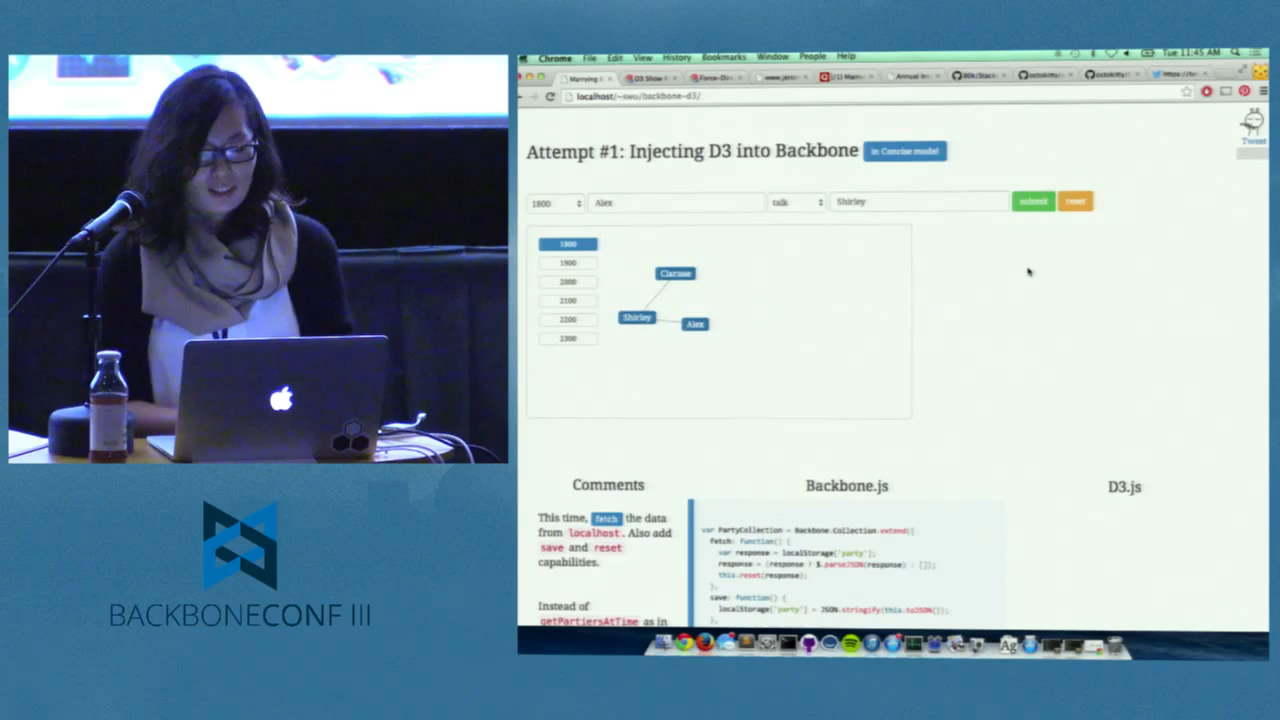 Chrome File Edit View History Bookmarks Window People Help
Tue 11:45 AM
localhost/~swu/backbone-d3/
Tweet
Attempt #1: Injecting D3 into Backbone
in Concise mode!
1800 Alex talk Shirley submit reset
1800
1900
2000
2100
2200
2300
Claruse
Shirley
Alex
Comments
This time, fetch the data
from localhost. Also add
save and reset
capabilities.
Instead of
getPartiersAtTime as in
Backbone.js
var PartyCollection = Backbone.Collection.extend({
fetch: function() {
var response = localStorage['party'];
response = (response ? $.parseJSON(response) : []);
this.reset(response);
},
save: function() {
localStorage['party'] = JSON.stringify(this.toJSON());
},
D3.js
BACKBONECONF III